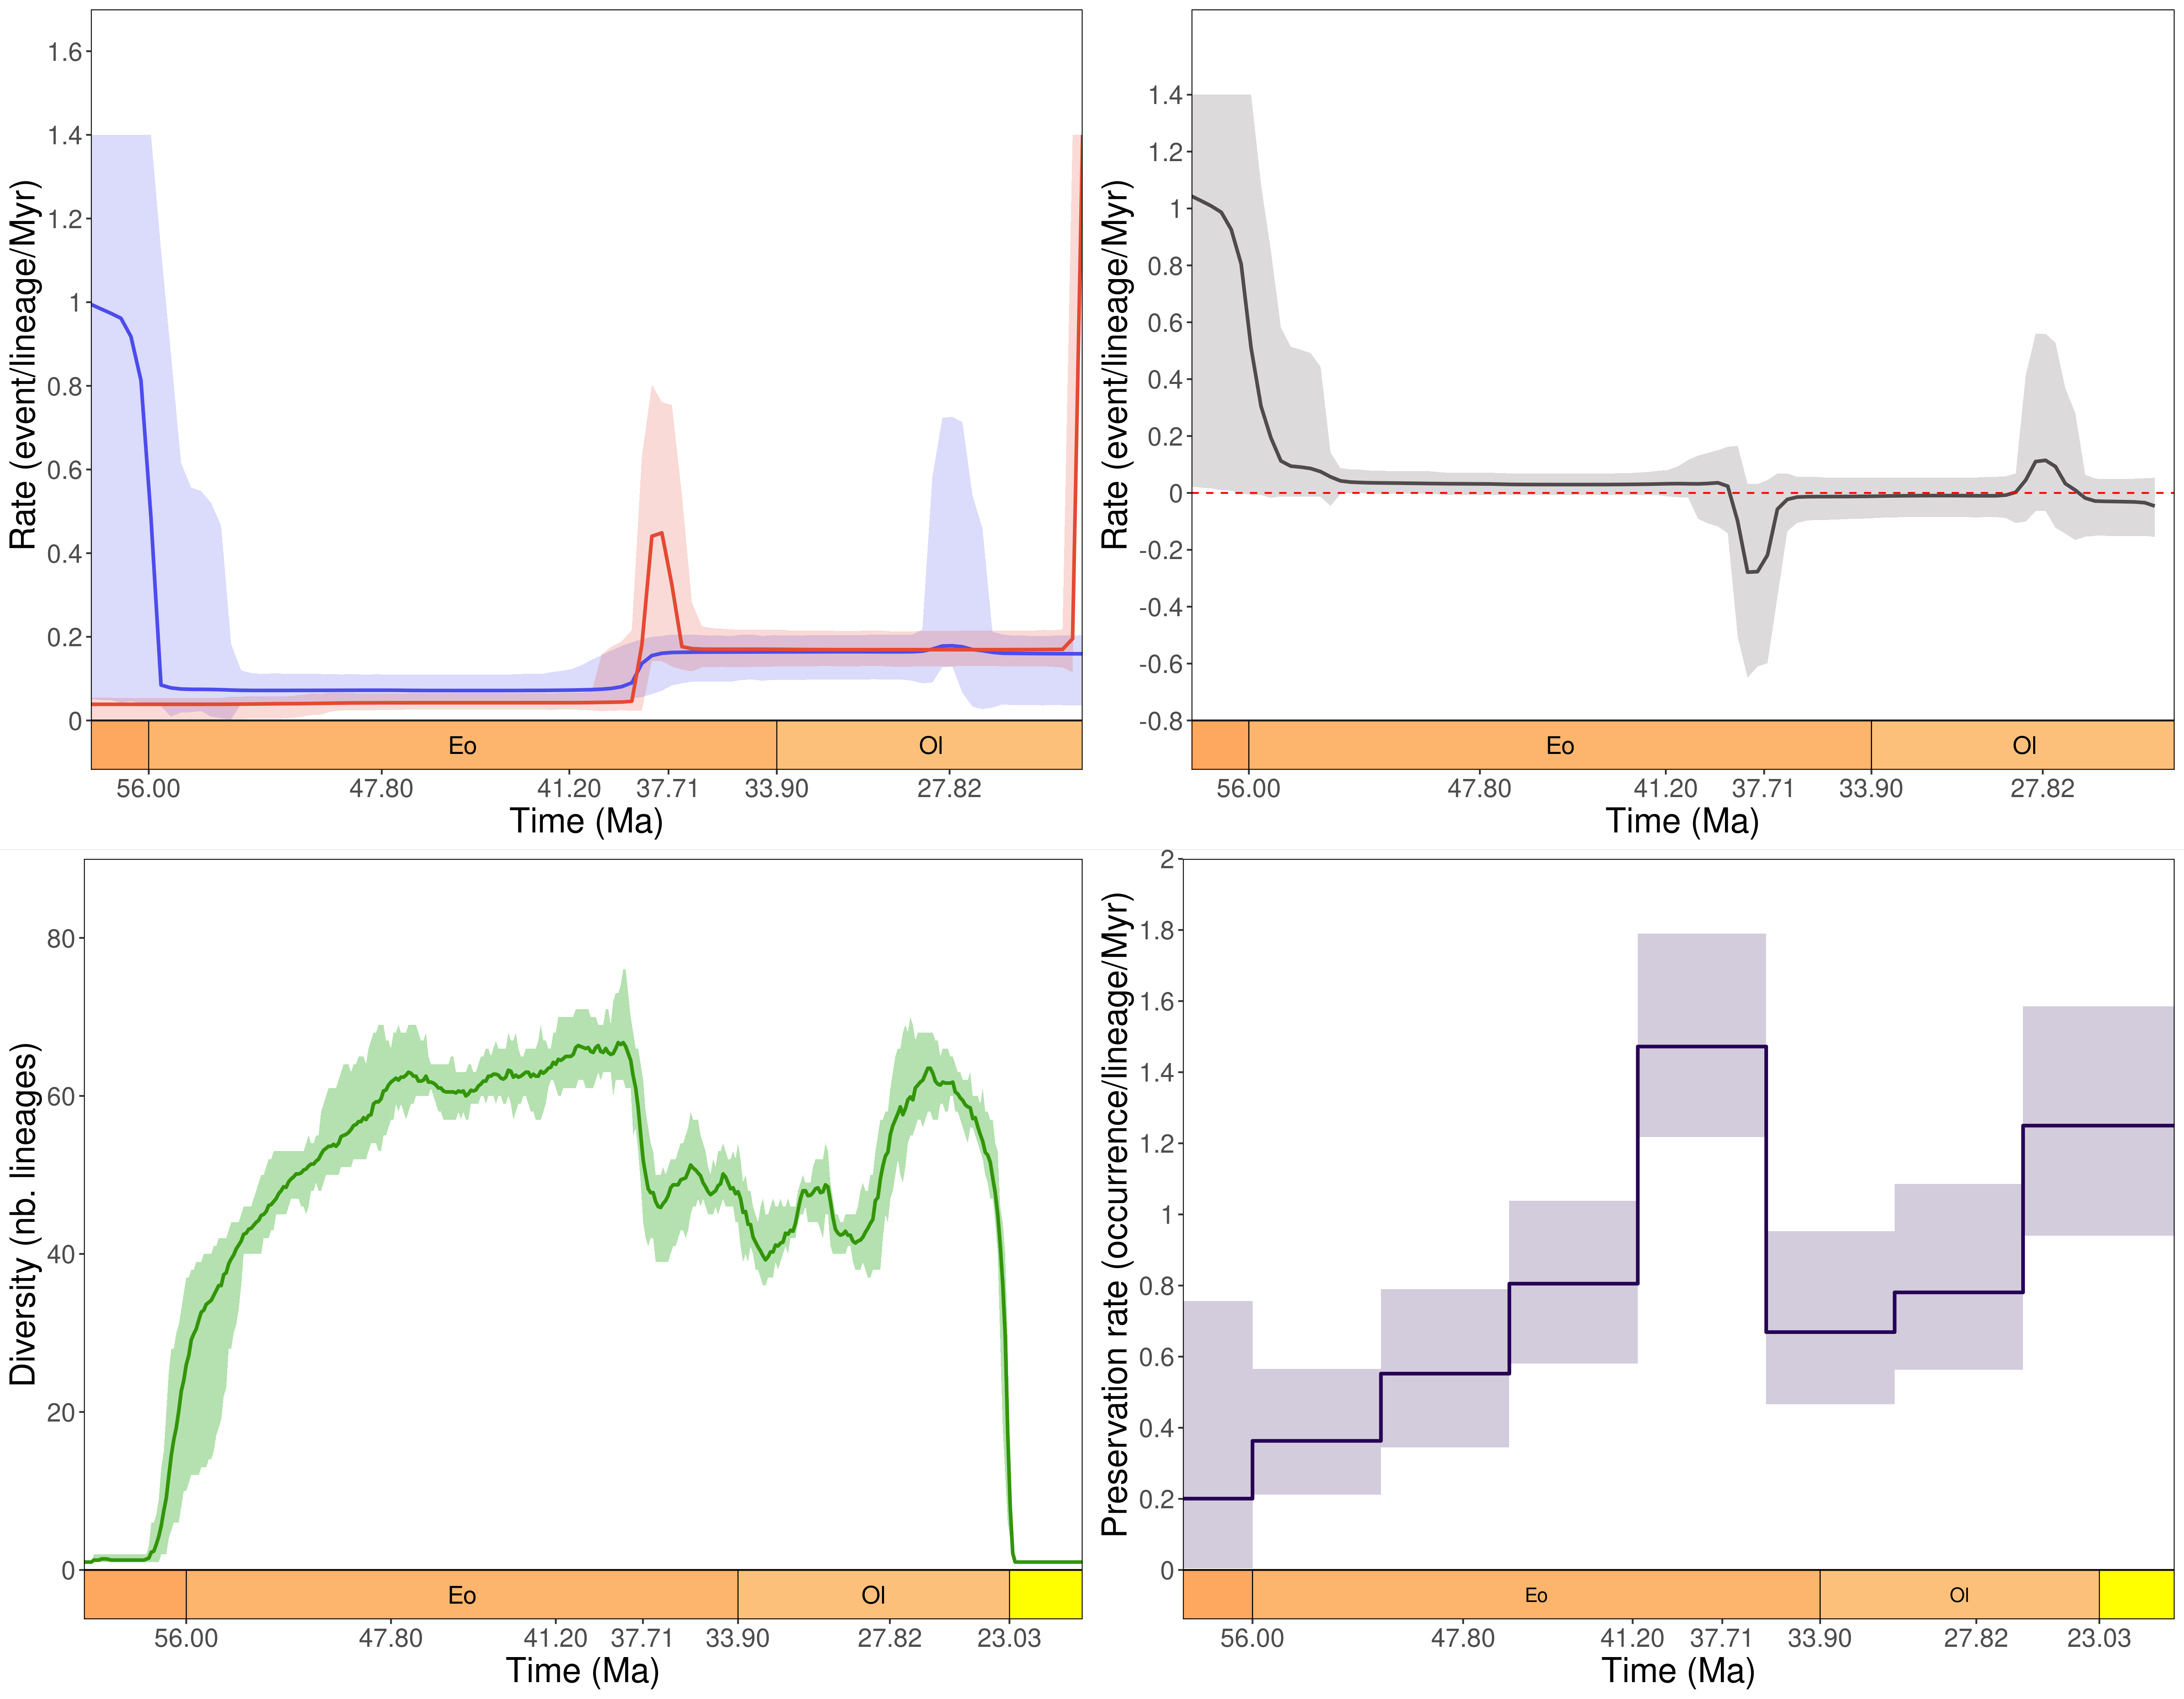 Rate (event/lineage/Myr)
1.6
1.4
1.2
1
0.8
0.6
0.4
0.2
0
Eo
Ol
56.00 47.80 41.20 37.71 33.90 27.82
Time (Ma)
Rate (event/lineage/Myr)
1.4
1.2
1
0.8
0.6
0.4
0.2
0
-0.2
-0.4
-0.6
-0.8
Eo
Ol
56.00 47.80 41.20 37.71 33.90 27.82
Time (Ma)
Diversity (nb. lineages)
80
60
40
20
0
Eo
Ol
56.00 47.80 41.20 37.71 33.90 27.82 23.03
Time (Ma)
Preservation rate (occurrence/lineage/Myr)
2
1.8
1.6
1.4
1.2
1
0.8
0.6
0.4
0.2
0
Eo
Ol
56.00 47.80 41.20 37.71 33.90 27.82 23.03
Time (Ma)